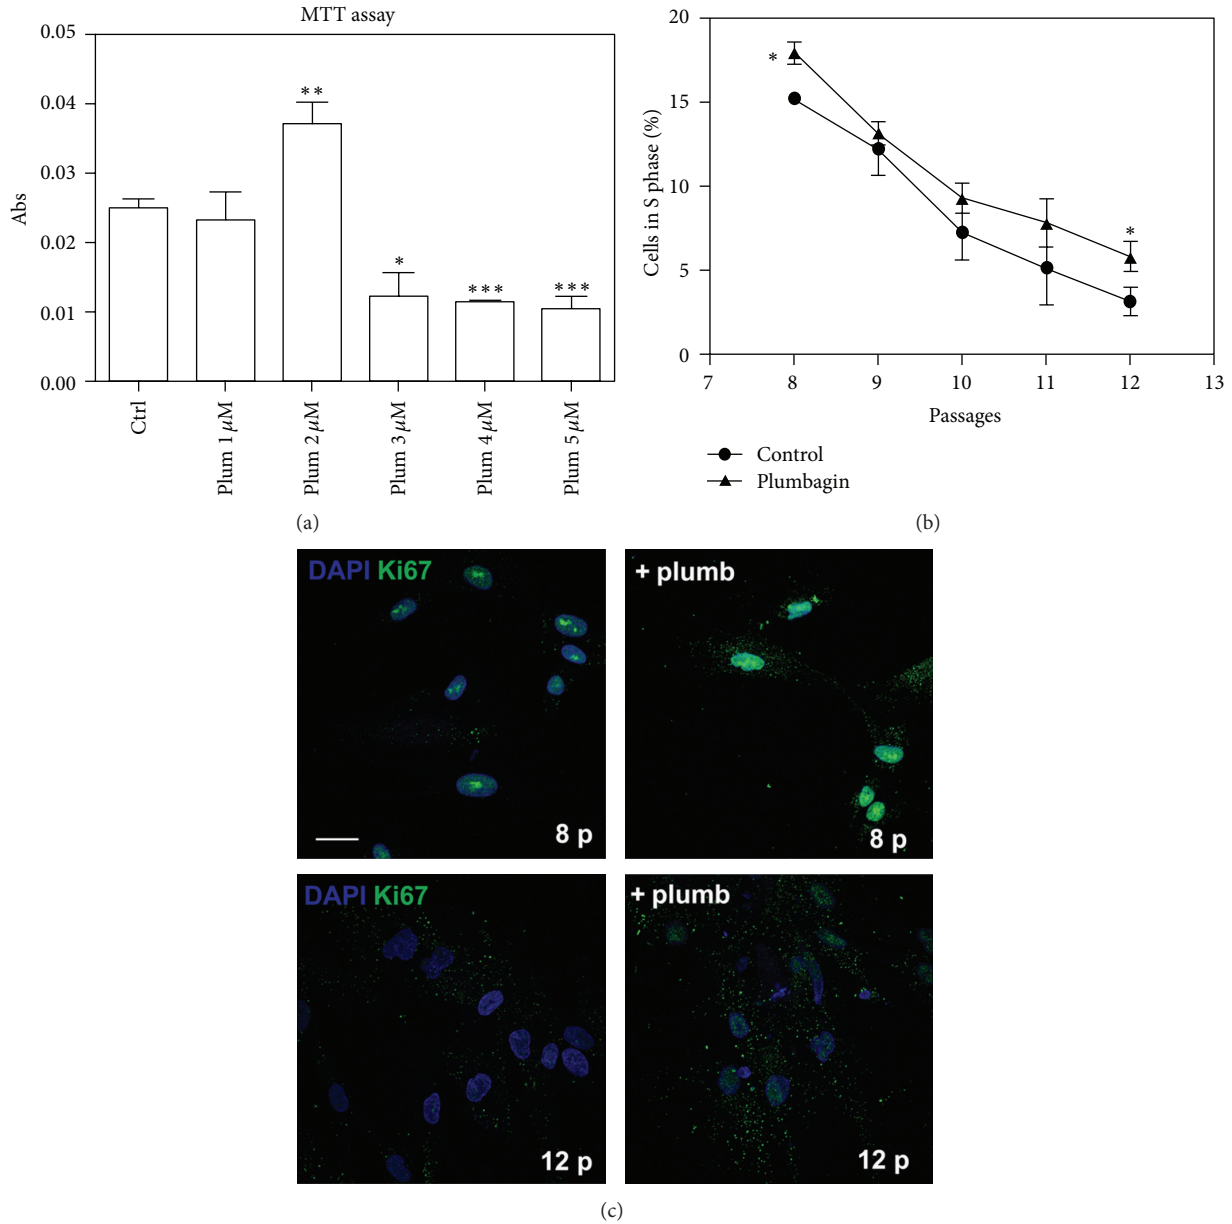 MTT assay
0.05
0.04
0.03
0.02
0.01
0.00
Abs
**
*
***
***
Ctrl
Plum 1 μM
Plum 2 μM
Plum 3 μM
Plum 4 μM
Plum 5 μM
(a)
20
15
10
5
0
Cells in S phase (%)
*
*
7 8 9 10 11 12 13
Passages
Control
Plumbagin
(b)
DAPI Ki67
8 p
+ plumb
8 p
DAPI Ki67
12 p
+ plumb
12 p
(c)